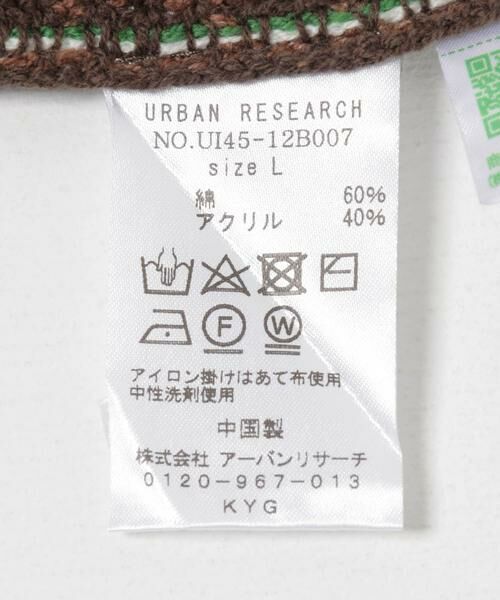 URBAN RESEARCH
NO.UI45-12B007
size L
綿 60%
アクリル 40%
F W
アイロン掛けはあて布使用
中性洗剤使用
中国製
株式会社 アーバンリサーチ
0120-967-013
KYG